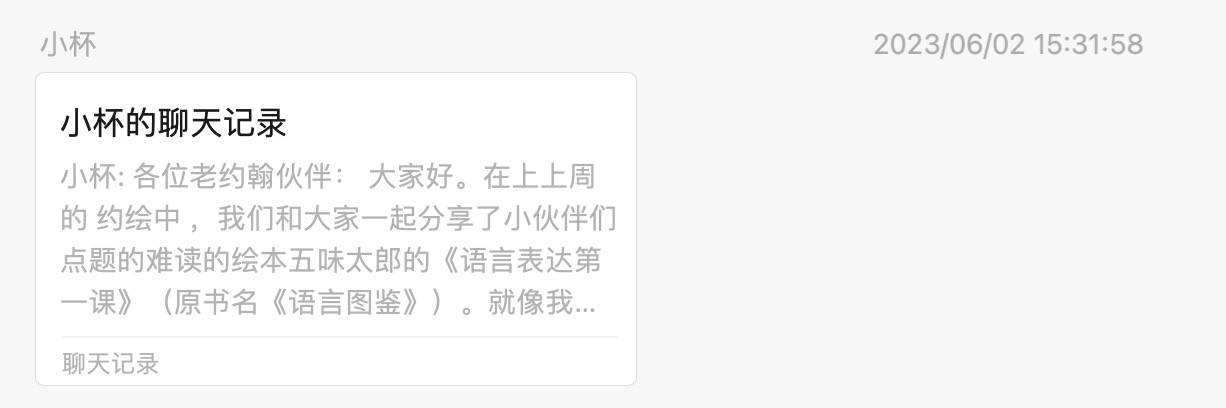 小杯 2023/06/02 15:31:58
小杯的聊天记录
小杯: 各位老约翰伙伴： 大家好。在上上周
的 约绘中 ，我们和大家一起分享了小伙伴们
点题的难读的绘本五味太郎的《语言表达第
一课》（原书名《语言图鉴》）。就像我...
聊天记录